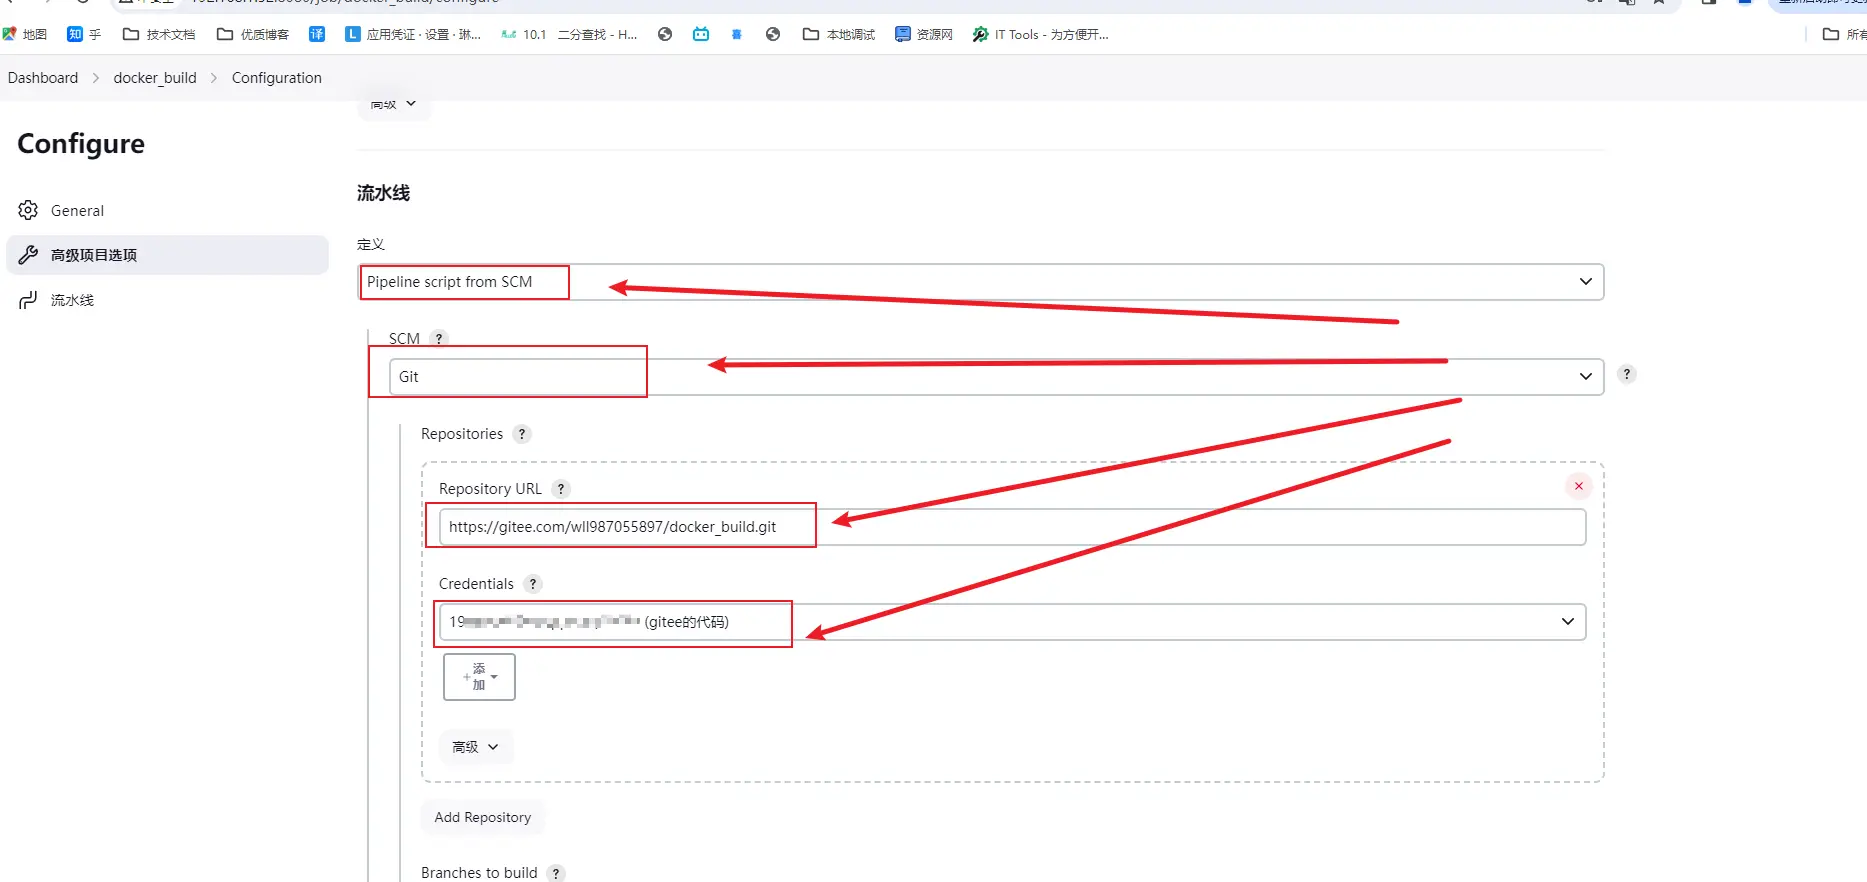 地图 知 乎 技术文档 优质博客 译 L 应用凭证 · 设置 · 琳... 10.1 二分查找 - H... 本地调试 资源网 IT Tools - 为方便开... 所有
Dashboard docker_build Configuration
高级
Configure
General
高级项目选项
流水线
流水线
定义
Pipeline script from SCM
SCM ?
Git
?
Repositories ?
Repository URL ?
https://gitee.com/wll987055897/docker_build.git
Credentials ?
19 (gitee的代码)
+ 添加
高级
Add Repository
Branches to build ?